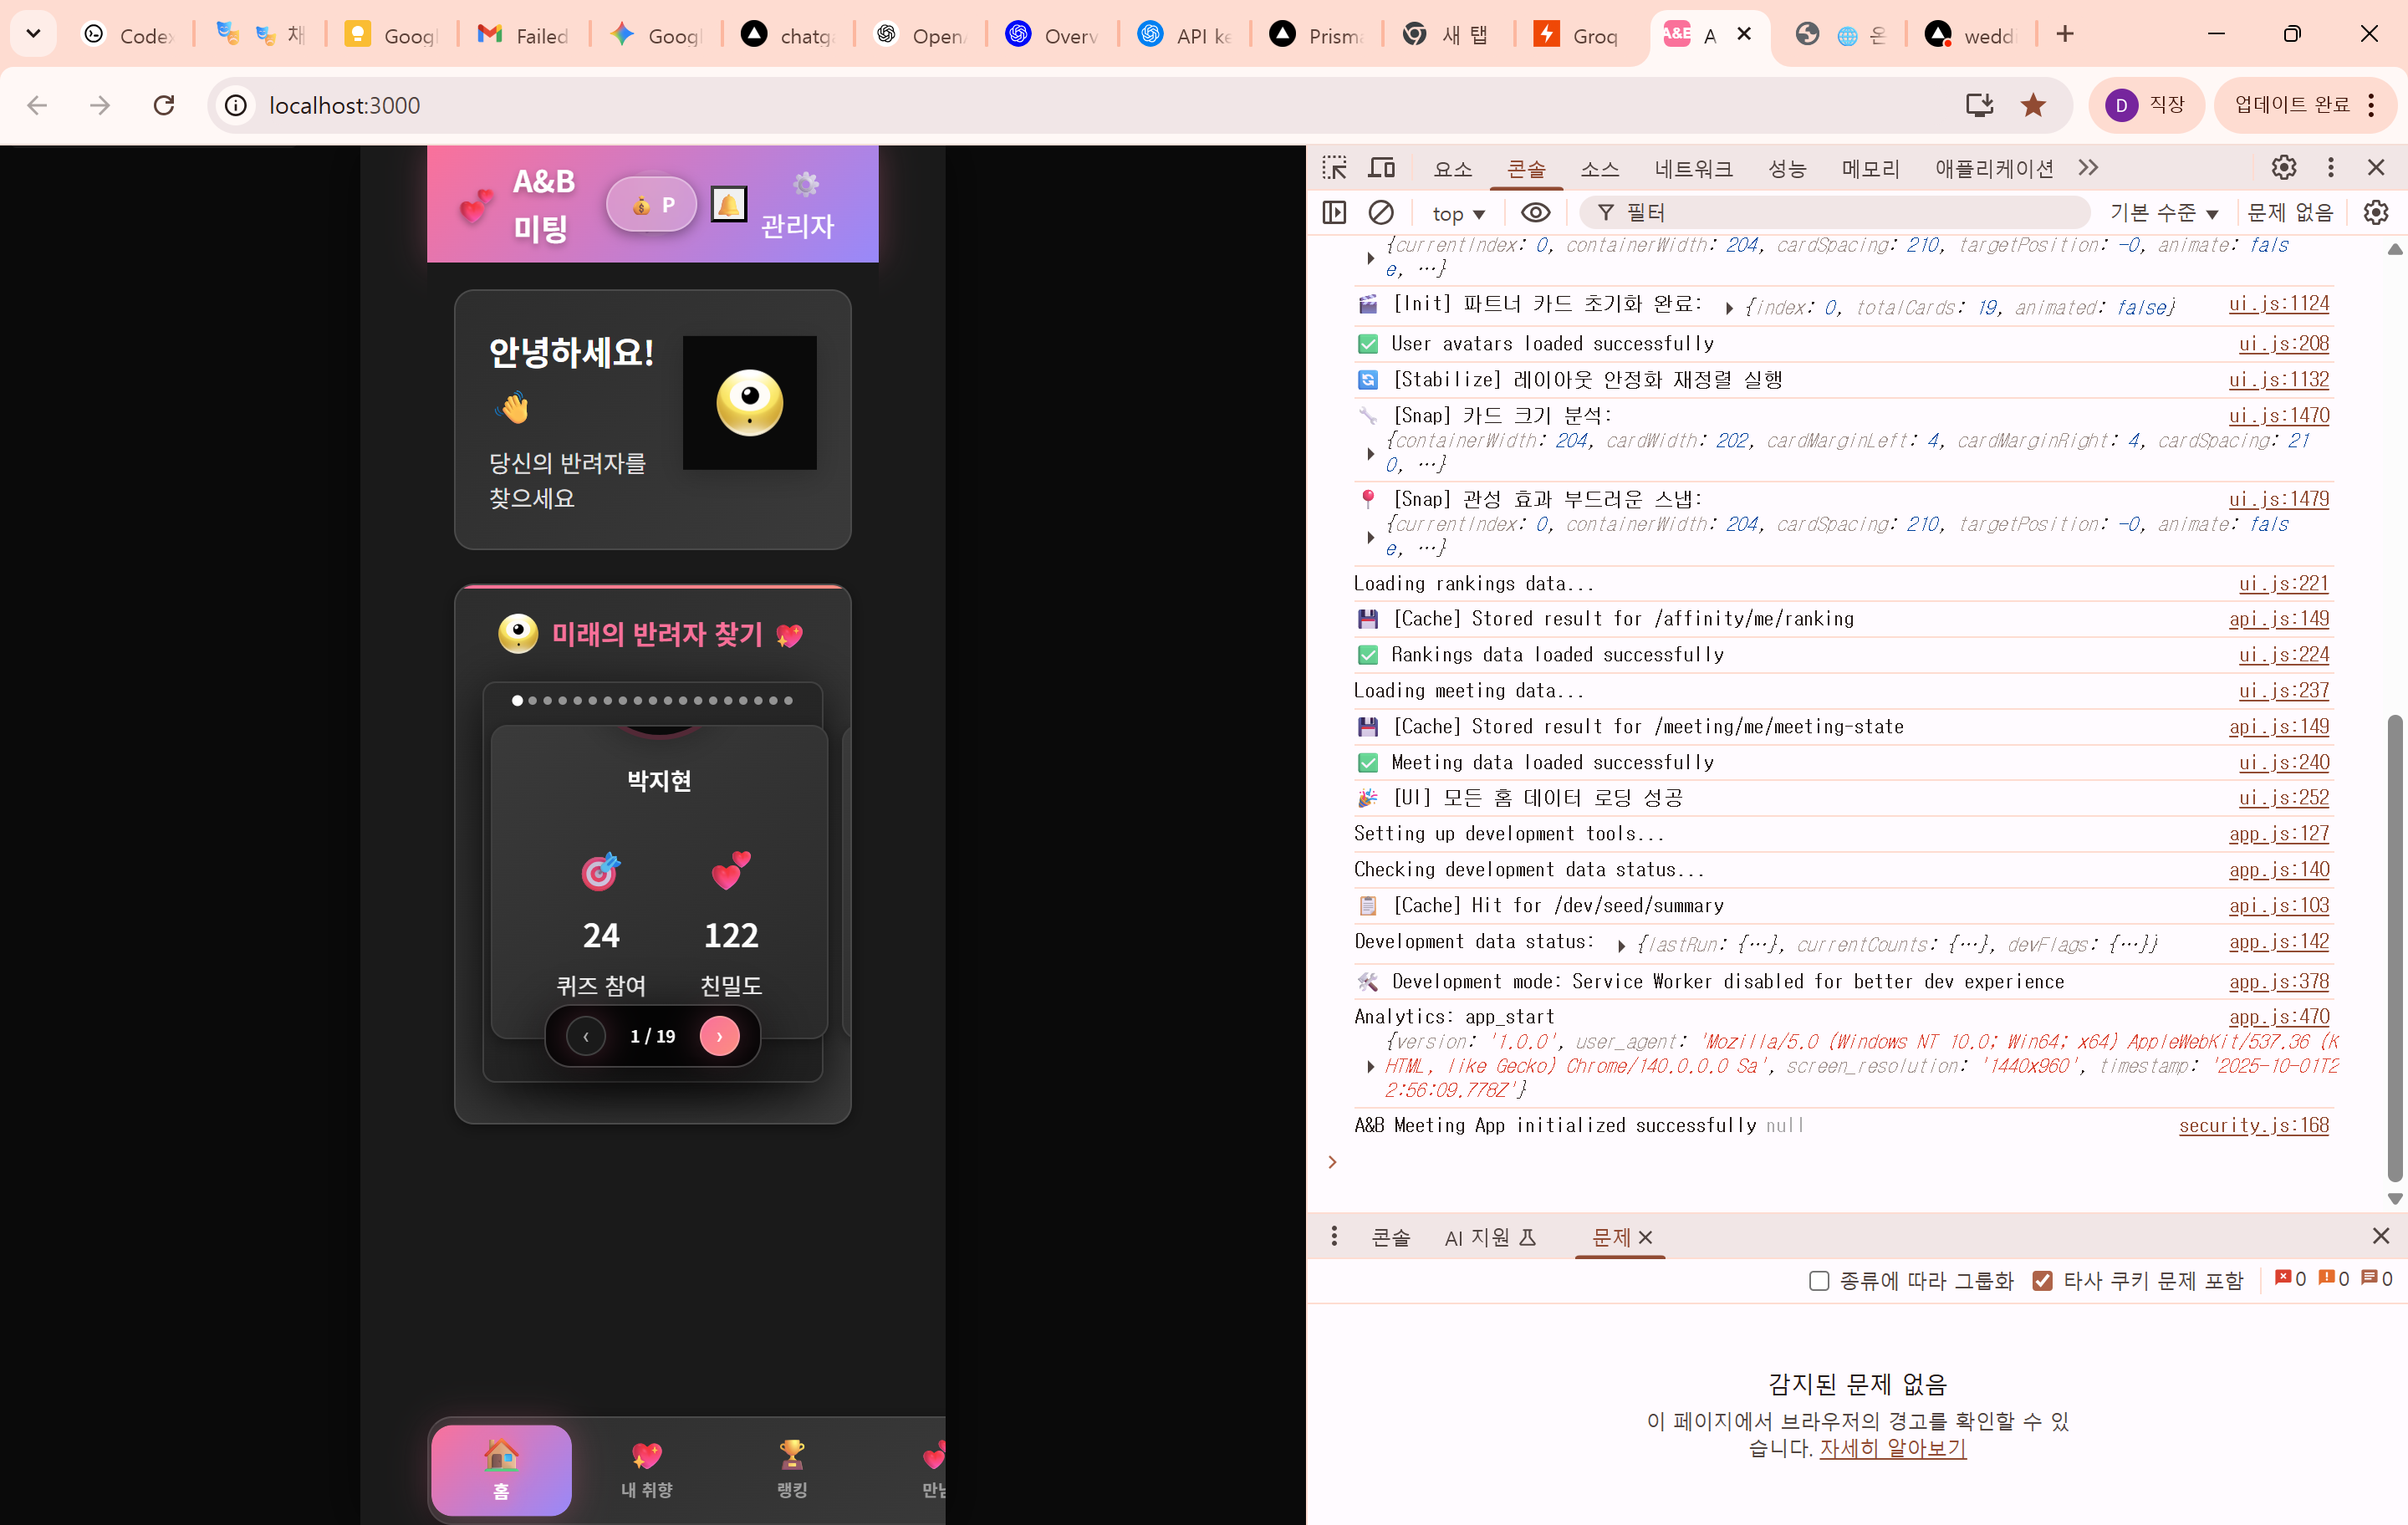 Codex
채
Googl
Failed
Googl
chatga
OpenA
Overv
API ke
Prisma
새 탭
Groq
A&B A
온
weddi
localhost:3000
D 직장
업데이트 완료
A&B
미팅
P
관리자
안녕하세요!
당신의 반려자를
찾으세요
미래의 반려자 찾기
박지현
24
122
퀴즈 참여
친밀도
1 / 19
홈
내 취향
랭킹
만남
요소
콘솔
소스
네트워크
성능
메모리
애플리케이션
top
필터
기본 수준
문제 없음
{currentIndex: 0, containerWidth: 204, cardSpacing: 210, targetPosition: -0, animate: fals
e, …}
[Init] 파트너 카드 초기화 완료: {index: 0, totalCards: 19, animated: false} ui.js:1124
User avatars loaded successfully ui.js:208
[Stabilize] 레이아웃 안정화 재정렬 실행 ui.js:1132
[Snap] 카드 크기 분석: ui.js:1470
{containerWidth: 204, cardWidth: 202, cardMarginLeft: 4, cardMarginRight: 4, cardSpacing: 21
0, …}
[Snap] 관성 효과 부드러운 스냅: ui.js:1479
{currentIndex: 0, containerWidth: 204, cardSpacing: 210, targetPosition: -0, animate: fals
e, …}
Loading rankings data... ui.js:221
[Cache] Stored result for /affinity/me/ranking api.js:149
Rankings data loaded successfully ui.js:224
Loading meeting data... ui.js:237
[Cache] Stored result for /meeting/me/meeting-state api.js:149
Meeting data loaded successfully ui.js:240
[UI] 모든 홈 데이터 로딩 성공 ui.js:252
Setting up development tools... app.js:127
Checking development data status... app.js:140
[Cache] Hit for /dev/seed/summary api.js:103
Development data status: {lastRun: {…}, currentCounts: {…}, devFlags: {…}} app.js:142
Development mode: Service Worker disabled for better dev experience app.js:378
Analytics: app_start app.js:470
{version: '1.0.0', user_agent: 'Mozilla/5.0 (Windows NT 10.0; Win64; x64) AppleWebKit/537.36 (K
HTML, like Gecko) Chrome/140.0.0.0 Sa', screen_resolution: '1440x960', timestamp: '2025-10-01T2
2:56:09.778Z'}
A&B Meeting App initialized successfully null security.js:168
콘솔
AI 지원
문제
종류에 따라 그룹화
타사 쿠키 문제 포함
0 0 0
감지된 문제 없음
이 페이지에서 브라우저의 경고를 확인할 수 있
습니다. 자세히 알아보기